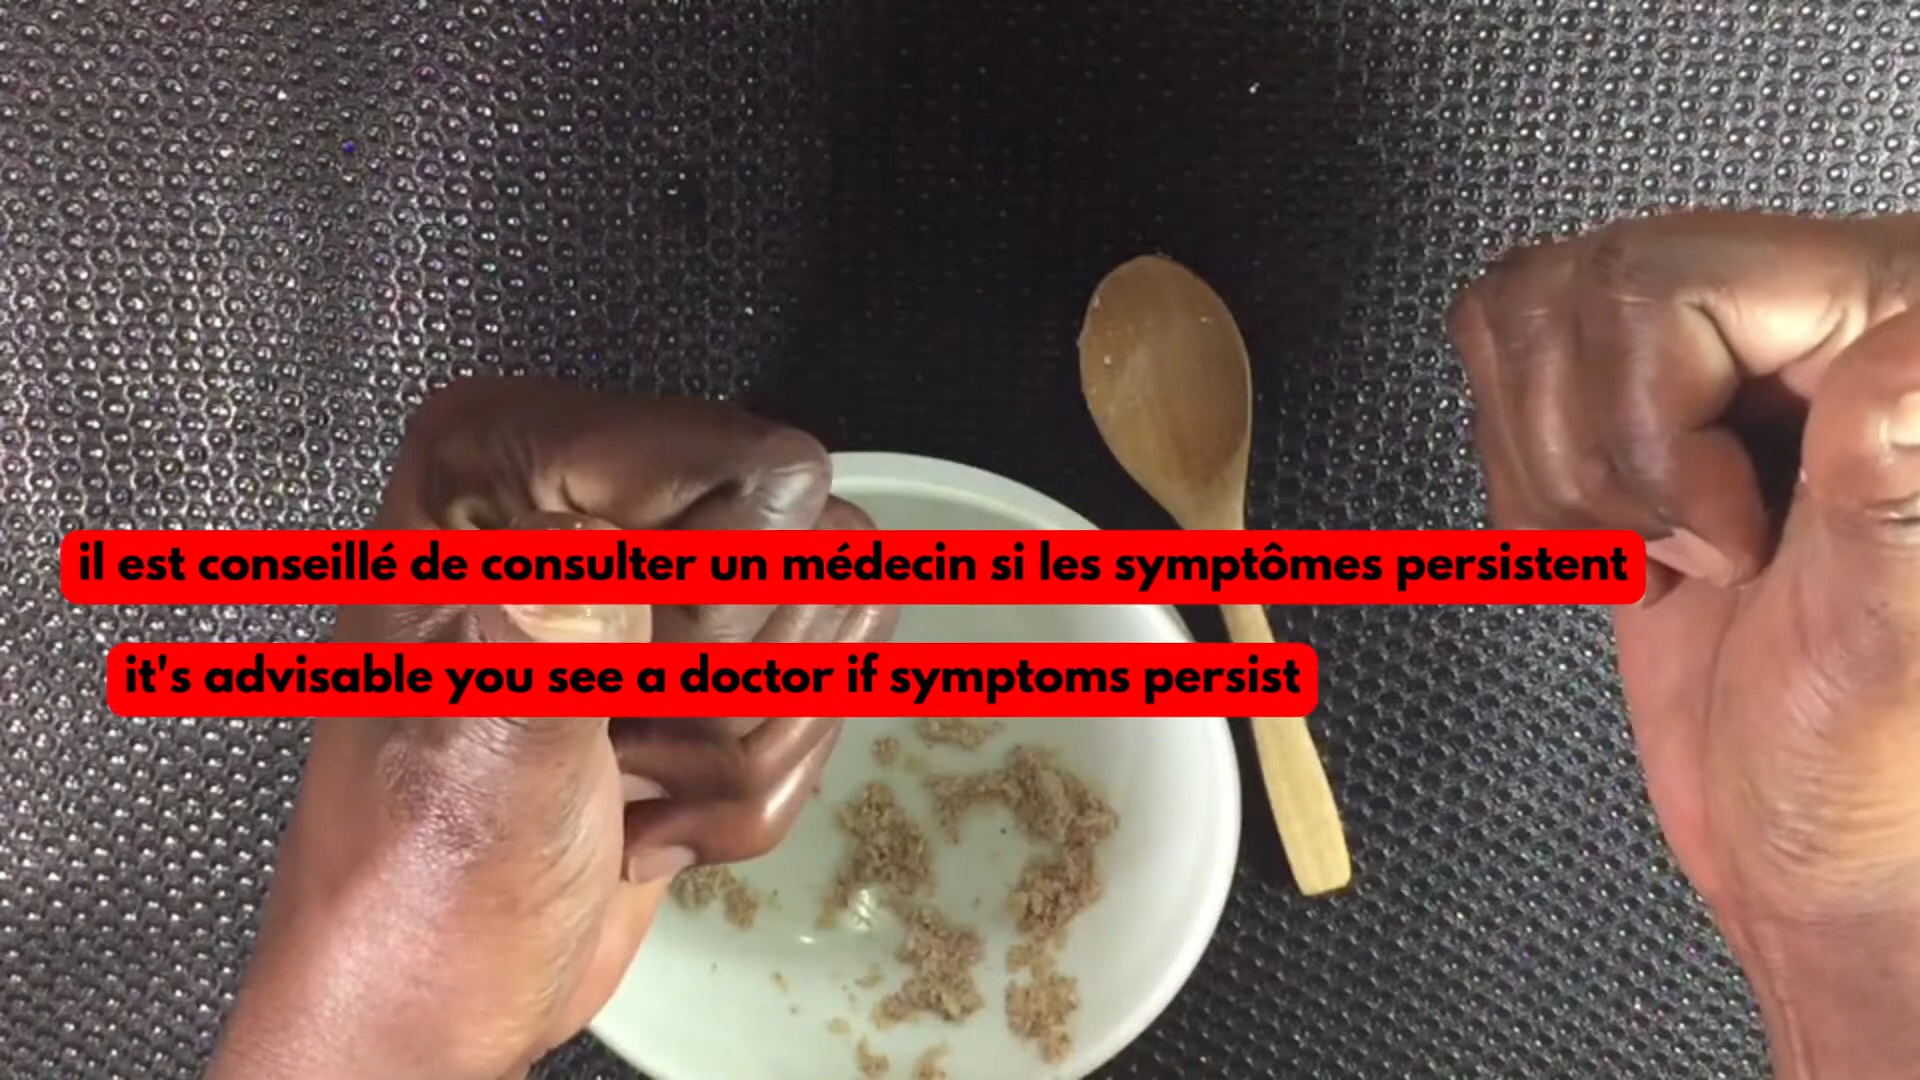 il est conseillé de consulter un médecin si les symptômes persistent
it's advisable you see a doctor if symptoms persist